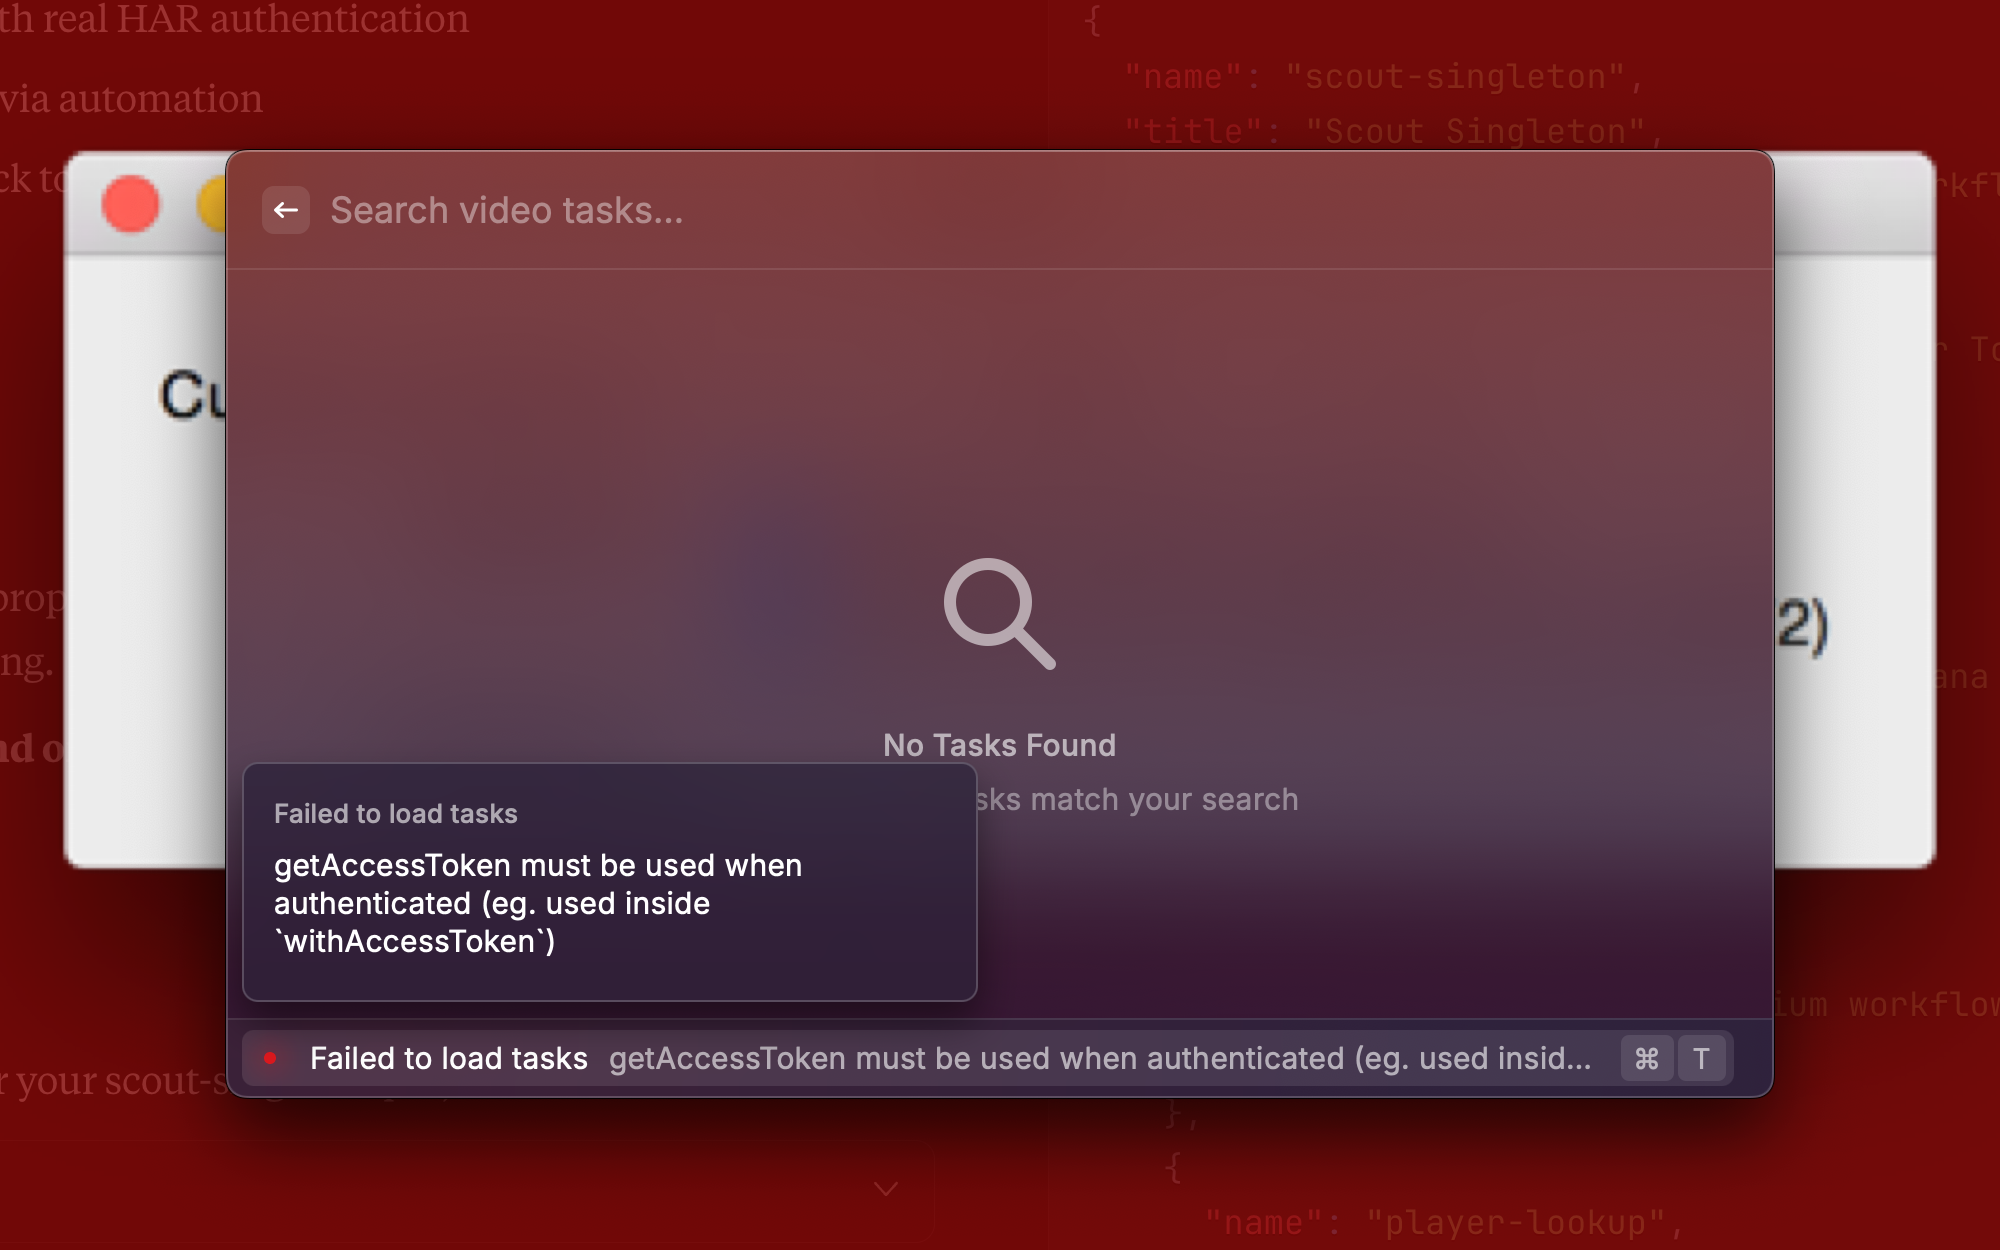 th real HAR authentication
via automation
ck to
prop
ng.
nd o
r your scout-s
{
"name": "scout-singleton",
"title": "Scout Singleton",
rkfl
r To
ana
ium workflow
},
{
"name": "player-lookup",
Cu
2)
Search video tasks...
No Tasks Found
sks match your search
Failed to load tasks
getAccessToken must be used when
authenticated (eg. used inside
`withAccessToken`)
Failed to load tasks getAccessToken must be used when authenticated (eg. used insid... ⌘ T